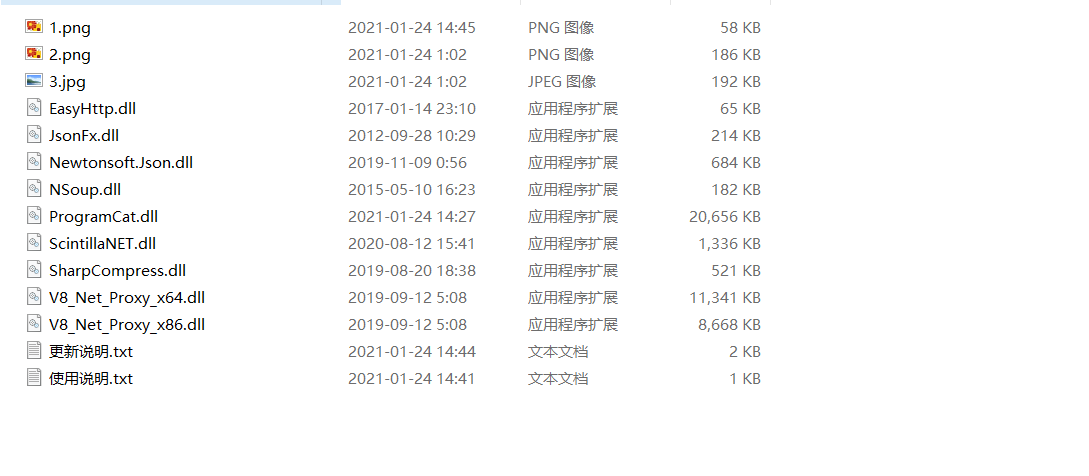 1.png 2021-01-24 14:45 PNG 图像 58 KB
2.png 2021-01-24 1:02 PNG 图像 186 KB
3.jpg 2021-01-24 1:02 JPEG 图像 192 KB
EasyHttp.dll 2017-01-14 23:10 应用程序扩展 65 KB
JsonFx.dll 2012-09-28 10:29 应用程序扩展 214 KB
Newtonsoft.Json.dll 2019-11-09 0:56 应用程序扩展 684 KB
NSoup.dll 2015-05-10 16:23 应用程序扩展 182 KB
ProgramCat.dll 2021-01-24 14:27 应用程序扩展 20,656 KB
ScintillaNET.dll 2020-08-12 15:41 应用程序扩展 1,336 KB
SharpCompress.dll 2019-08-20 18:38 应用程序扩展 521 KB
V8_Net_Proxy_x64.dll 2019-09-12 5:08 应用程序扩展 11,341 KB
V8_Net_Proxy_x86.dll 2019-09-12 5:08 应用程序扩展 8,668 KB
更新说明.txt 2021-01-24 14:44 文本文档 2 KB
使用说明.txt 2021-01-24 14:41 文本文档 1 KB